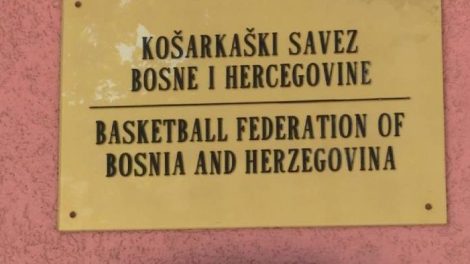 KOŠARKAŠKI SAVEZ
BOSNE I HERCEGOVINE
BASKETBALL FEDERATION OF
BOSNIA AND HERZEGOVINA